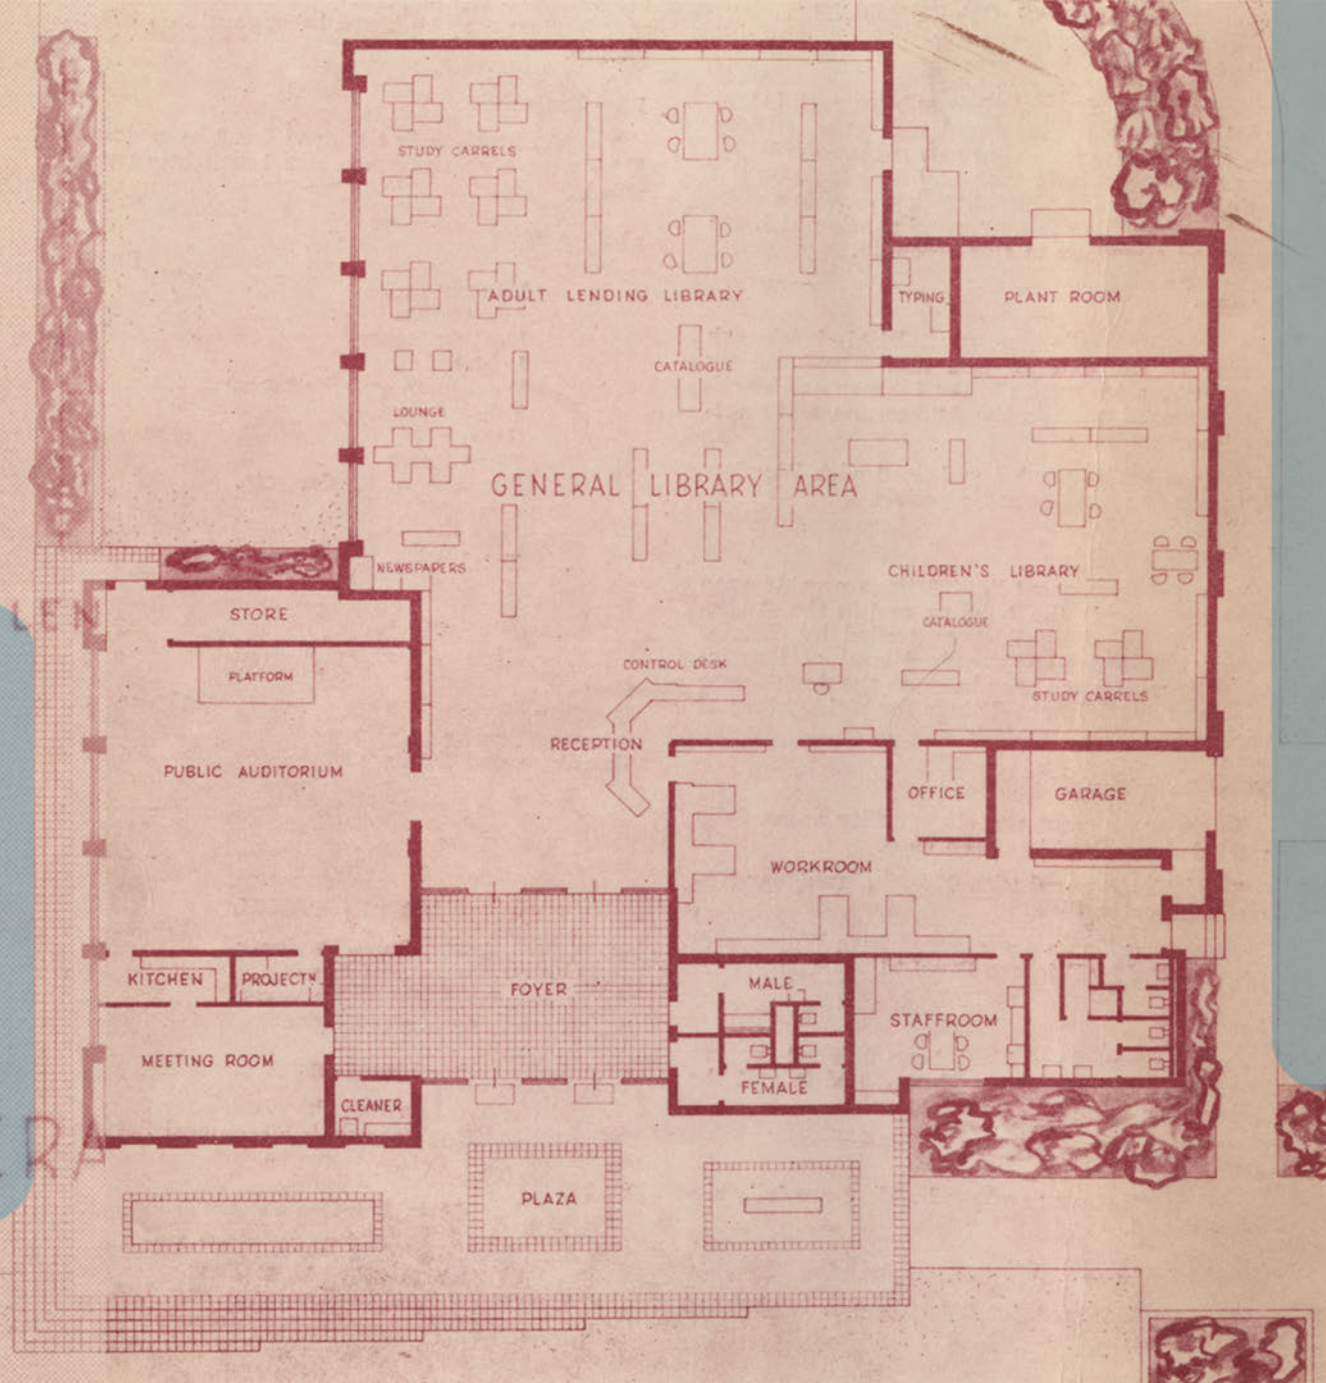 STUDY CARRELS
ADULT LENDING LIBRARY
TYPING
PLANT ROOM
CATALOGUE
LOUNGE
GENERAL LIBRARY AREA
NEWSPAPERS
CHILDREN'S LIBRARY
STORE
CATALOGUE
PLATFORM
CONTROL DESK
STUDY CARRELS
RECEPTION
PUBLIC AUDITORIUM
OFFICE
GARAGE
WORKROOM
KITCHEN
PROJECTN
MALE
FOYER
STAFFROOM
MEETING ROOM
FEMALE
CLEANER
PLAZA